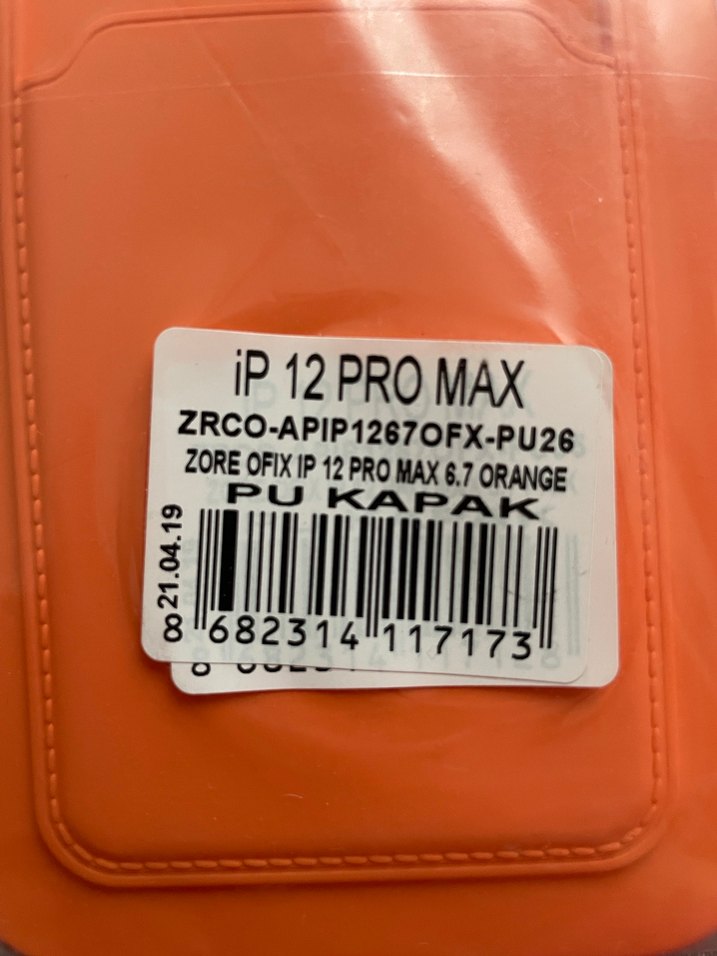 iP 12 PRO MAX
ZRCO-APIP1267OFX-PU26
ZORE OFIX IP 12 PRO MAX 6.7 ORANGE
PU KAPAK
21.04.19
8 682314 117173